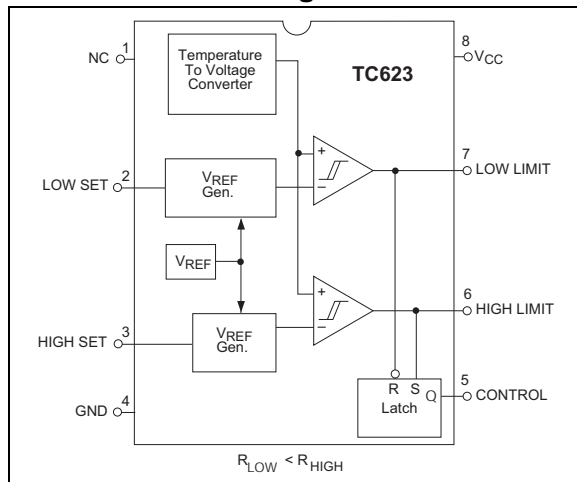 NC 1
Temperature
To Voltage
Converter
TC623
8
VCC
+
−
7
LOW LIMIT
LOW SET 2
VREF
Gen.
VREF
+
−
6
HIGH LIMIT
HIGH SET 3
VREF
Gen.
R S Q
Latch
5
CONTROL
GND 4
RLOW < RHIGH